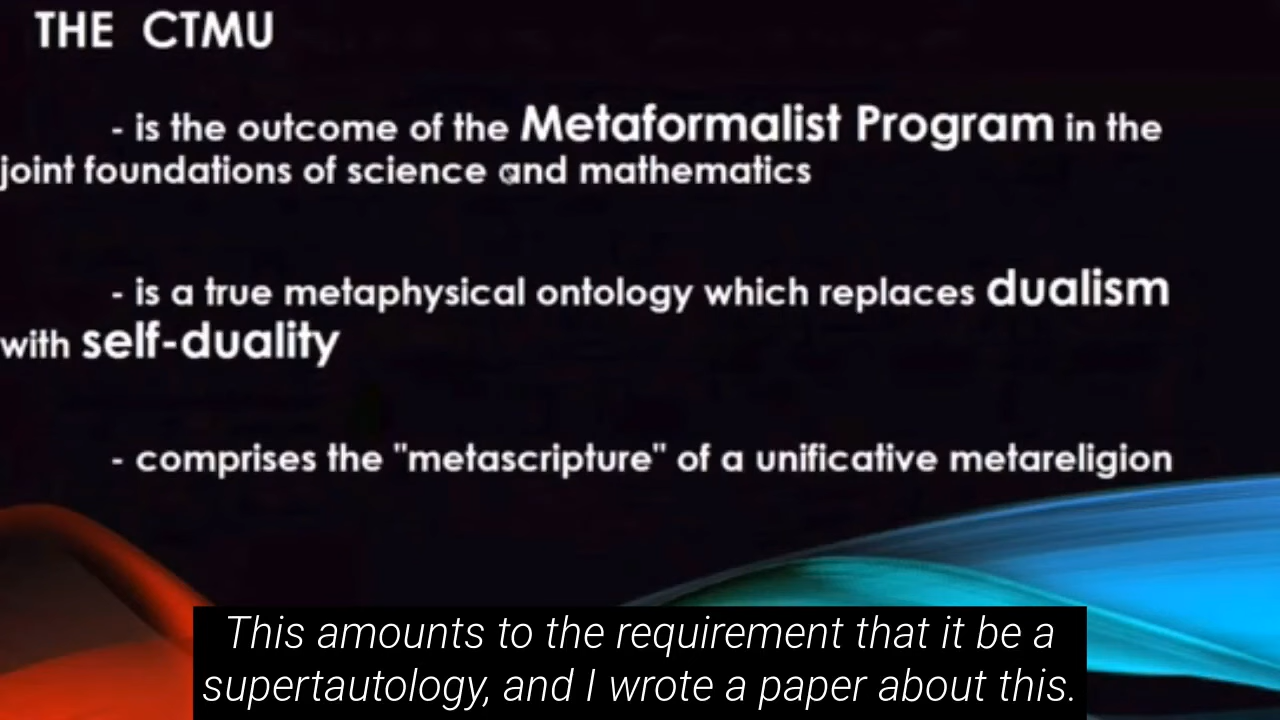 THE CTMU
- is the outcome of the Metaformalist Program in the
joint foundations of science and mathematics
- is a true metaphysical ontology which replaces dualism
with self-duality
- comprises the "metascripture" of a unificative metareligion
This amounts to the requirement that it be a
supertautology, and I wrote a paper about this.